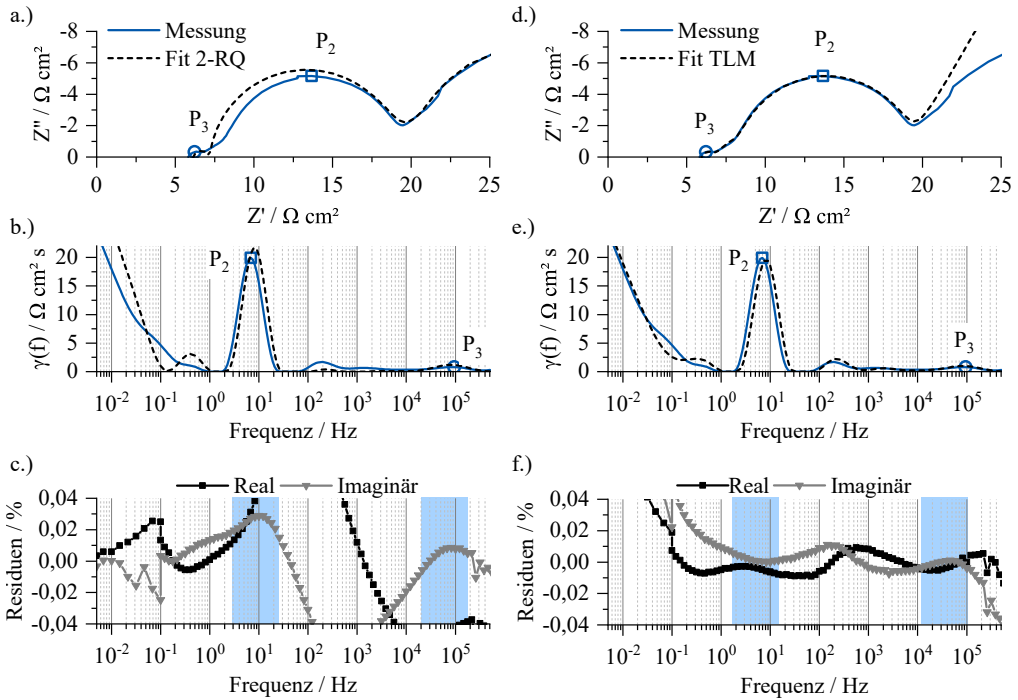 a.)
Z'' / Ω cm²
-8
-6
-4
-2
0
Messung
Fit 2-RQ
P₂
P₃
0 5 10 15 20 25
Z' / Ω cm²
d.)
Z'' / Ω cm²
-8
-6
-4
-2
0
Messung
Fit TLM
P₂
P₃
0 5 10 15 20 25
Z' / Ω cm²
b.)
γ(f) / Ω cm² s
20
15
10
5
0
P₂
P₃
10⁻² 10⁻¹ 10⁰ 10¹ 10² 10³ 10⁴ 10⁵
Frequenz / Hz
e.)
γ(f) / Ω cm² s
20
15
10
5
0
P₂
P₃
10⁻² 10⁻¹ 10⁰ 10¹ 10² 10³ 10⁴ 10⁵
Frequenz / Hz
c.)
Real Imaginär
Residuen / %
0,04
0,02
0,00
-0,02
-0,04
10⁻² 10⁻¹ 10⁰ 10¹ 10² 10³ 10⁴ 10⁵
Frequenz / Hz
f.)
Real Imaginär
Residuen / %
0,04
0,02
0,00
-0,02
-0,04
10⁻² 10⁻¹ 10⁰ 10¹ 10² 10³ 10⁴ 10⁵
Frequenz / Hz